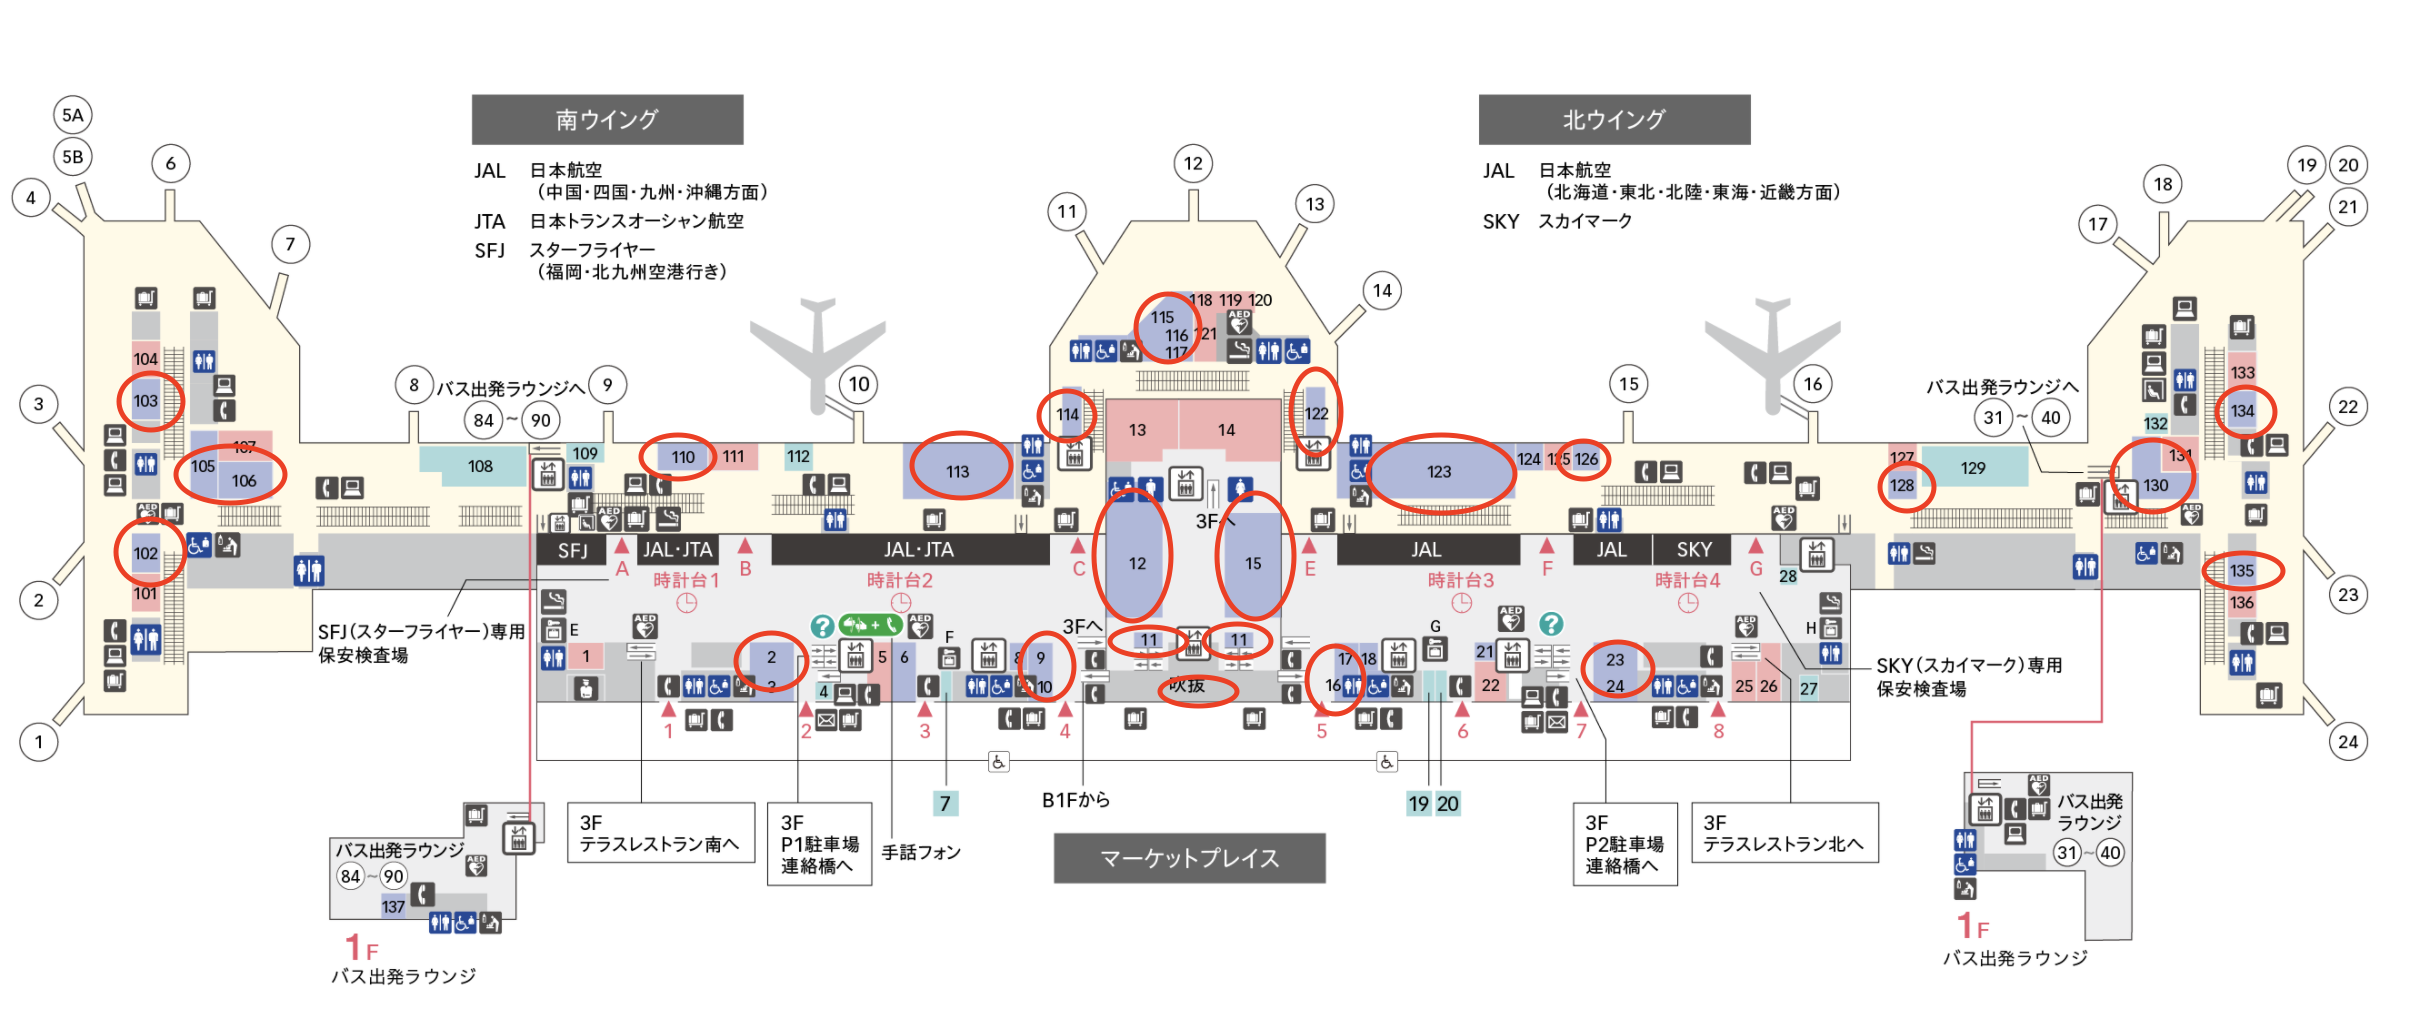 南ウイング
JAL 日本航空
（中国・四国・九州・沖縄方面）
JTA 日本トランスオーシャン航空
SFJ スターフライヤー
（福岡・北九州空港行き）
北ウイング
JAL 日本航空
（北海道・東北・北陸・東海・近畿方面）
SKY スカイマーク
5A
5B
4
6
7
3
2
1
8
バス出発ラウンジへ
84 ～ 90
9
10
11
12
13
14
15
16
バス出発ラウンジへ
31 ～ 40
17
18
19
20
21
22
23
24
104
103
107
105
106
102
101
AED
108
109
110
111
112
113
114
115
116
117
118
119
120
121
AED
122
123
124
125
126
127
128
129
130
131
132
133
134
135
136
AED
AED
AED
13
14
3Fへ
12
15
11
11
吹抜
SFJ
A
JAL・JTA
B
JAL・JTA
C
E
JAL
F
JAL
SKY
G
28
時計台1
時計台2
時計台3
時計台4
SFJ（スターフライヤー）専用
保安検査場
SKY（スカイマーク）専用
保安検査場
E
1
AED
2
3
?
4
5
6
AED
F
8
9
10
3Fへ
17
18
16
G
21
22
AED
?
23
24
AED
25
26
27
H
1
2
3
4
5
6
7
8
7
19
20
B1Fから
3F
テラスレストラン南へ
3F
P1駐車場
連絡橋へ
手話フォン
マーケットプレイス
3F
P2駐車場
連絡橋へ
3F
テラスレストラン北へ
バス出発ラウンジ
84 ～ 90
AED
137
1F
バス出発ラウンジ
AED
バス出発
ラウンジ
31 ～ 40
1F
バス出発ラウンジ